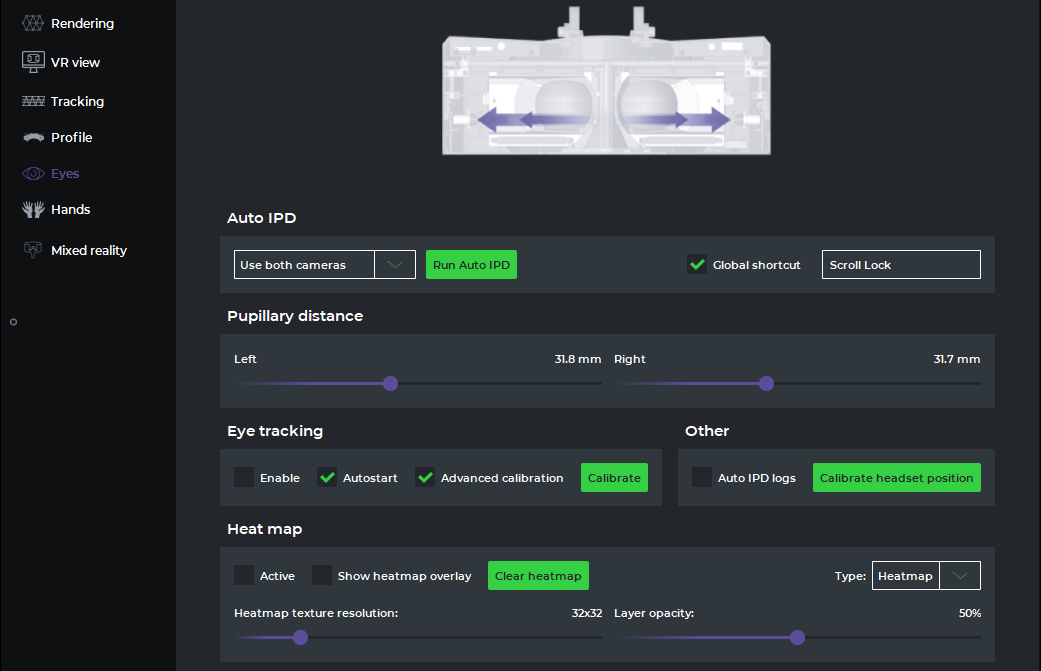 Rendering
VR view
Tracking
Profile
Eyes
Hands
Mixed reality
Auto IPD
Use both cameras Run Auto IPD Global shortcut Scroll Lock
Pupillary distance
Left 31.8 mm Right 31.7 mm
Eye tracking Other
Enable Autostart Advanced calibration Calibrate Auto IPD logs Calibrate headset position
Heat map
Active Show heatmap overlay Clear heatmap Type: Heatmap
Heatmap texture resolution: 32x32 Layer opacity: 50%